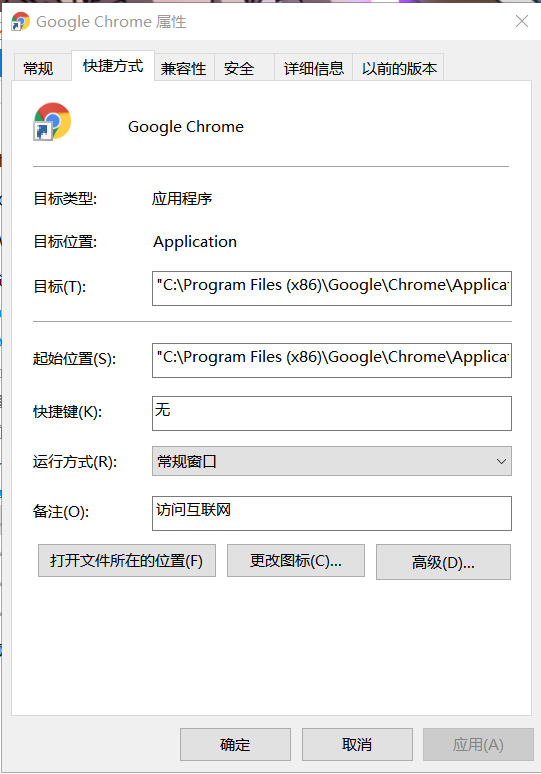 Google Chrome 属性
常规 快捷方式 兼容性 安全 详细信息 以前的版本
Google Chrome
目标类型: 应用程序
目标位置: Application
目标(T): "C:\Program Files (x86)\Google\Chrome\Applicat
起始位置(S): "C:\Program Files (x86)\Google\Chrome\Applicat
快捷键(K): 无
运行方式(R): 常规窗口
备注(O): 访问互联网
打开文件所在的位置(F) 更改图标(C)... 高级(D)...
确定 取消 应用(A)